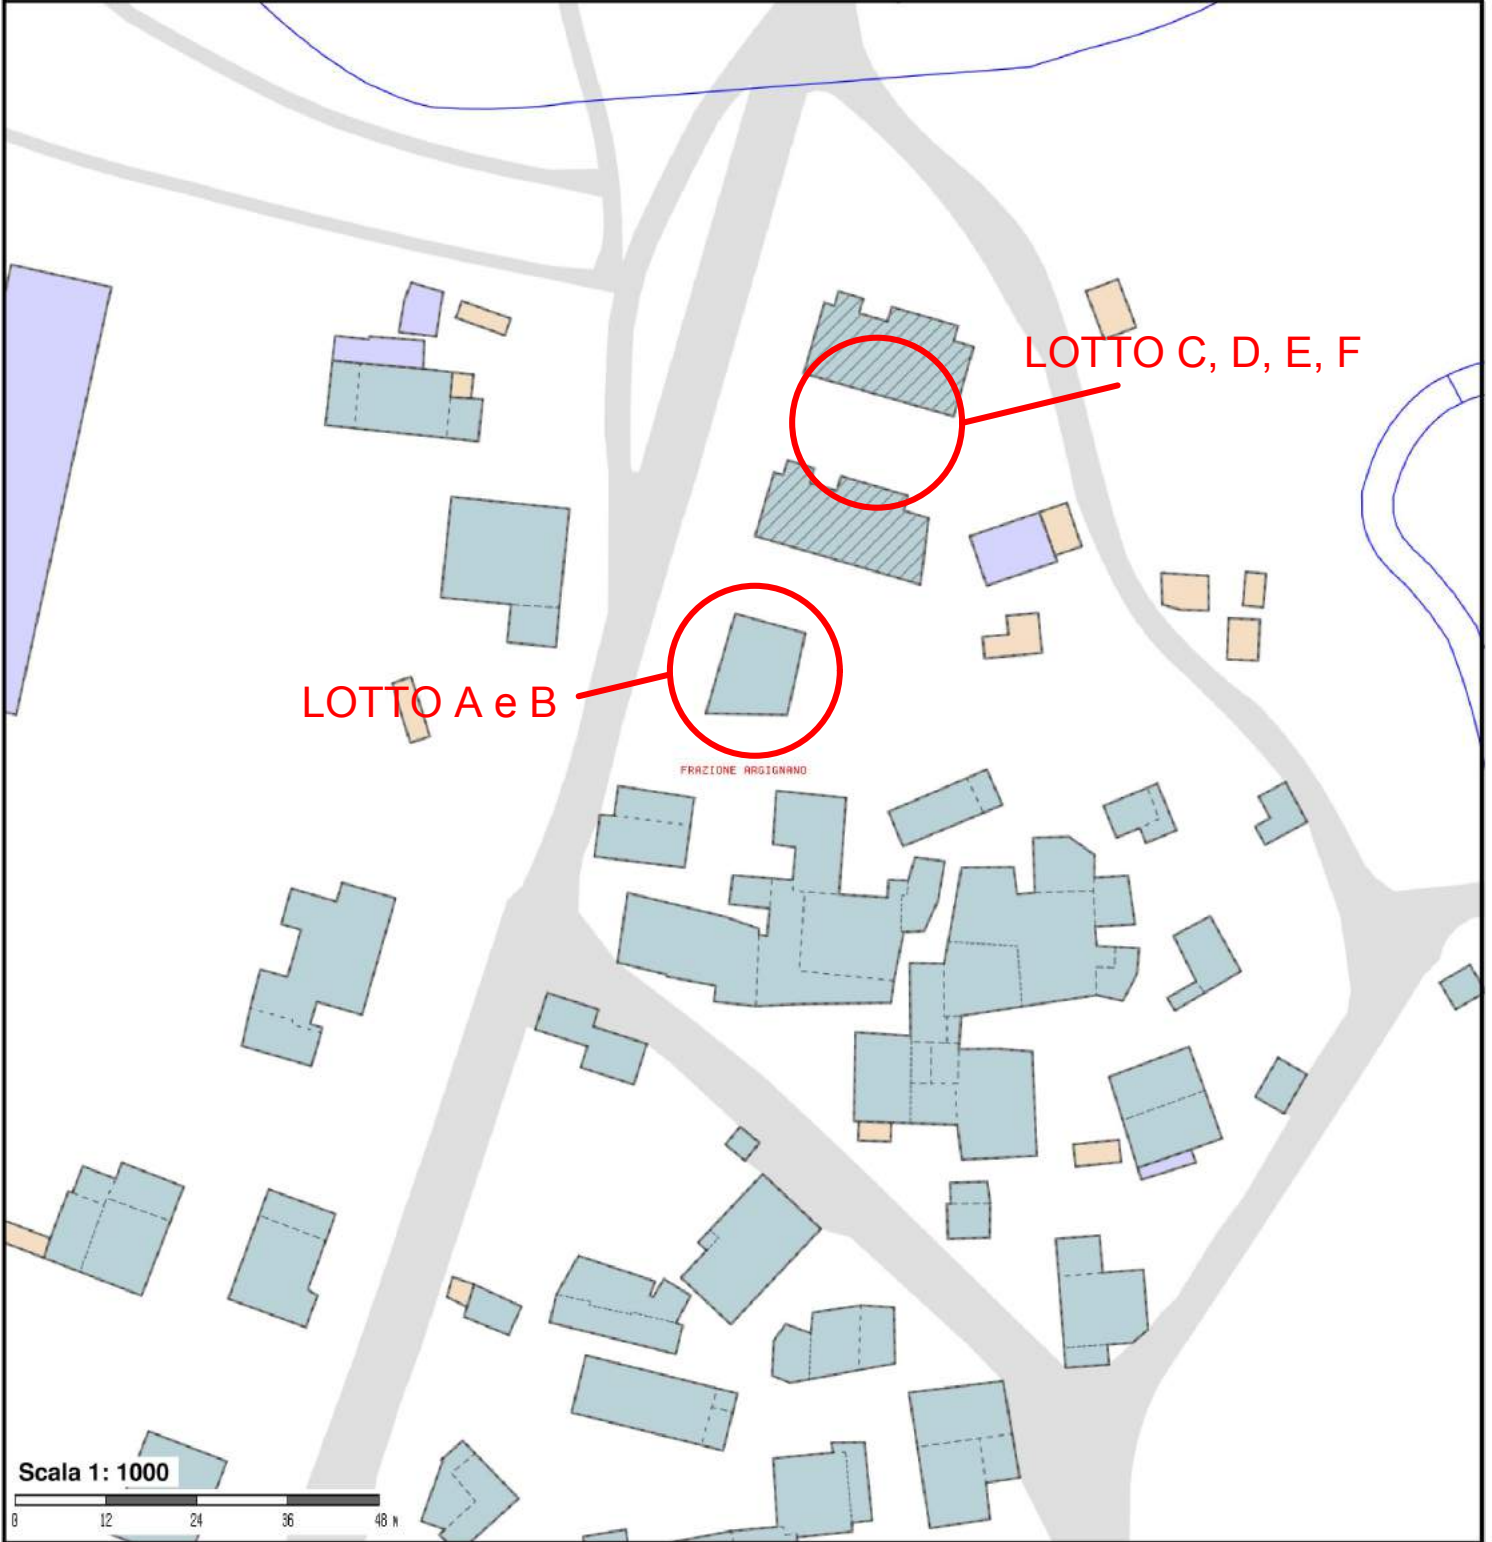 LOTTO C, D, E, F
LOTTO A e B
FRAZIONE ARGIGNANO
Scala 1: 1000
0 12 24 36 48 M